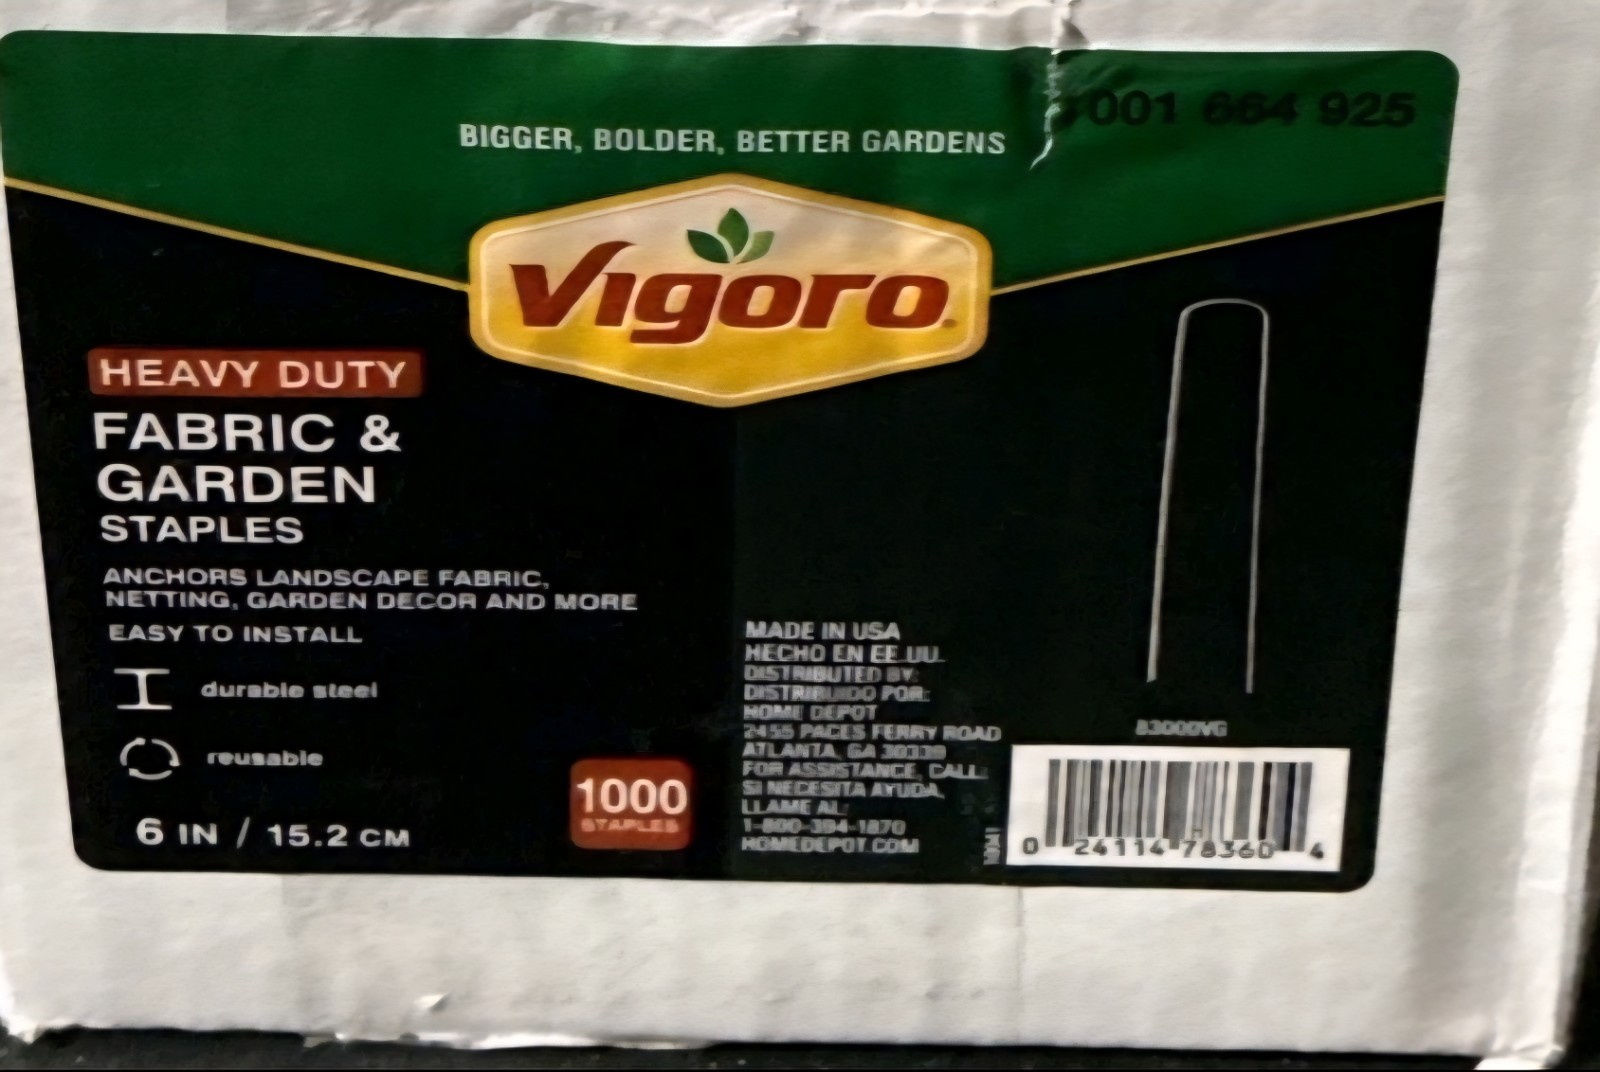 1001 664 925
BIGGER, BOLDER, BETTER GARDENS
Vigoro
HEAVY DUTY
FABRIC &
GARDEN
STAPLES
ANCHORS LANDSCAPE FABRIC,
NETTING, GARDEN DECOR AND MORE
EASY TO INSTALL
durable steel
reusable
6 IN / 15.2 CM
1000
STAPLES
MADE IN USA
HECHO EN EE.UU.
DISTRIBUTED BY:
DISTRIBUIDO POR:
HOME DEPOT
2455 PACES FERRY ROAD
ATLANTA, GA 30339
FOR ASSISTANCE, CALL:
SI NECESITA AYUDA,
LLAME AL:
1-800-394-1870
HOMEDEPOT.COM
83000VG
0 24114 78360 4